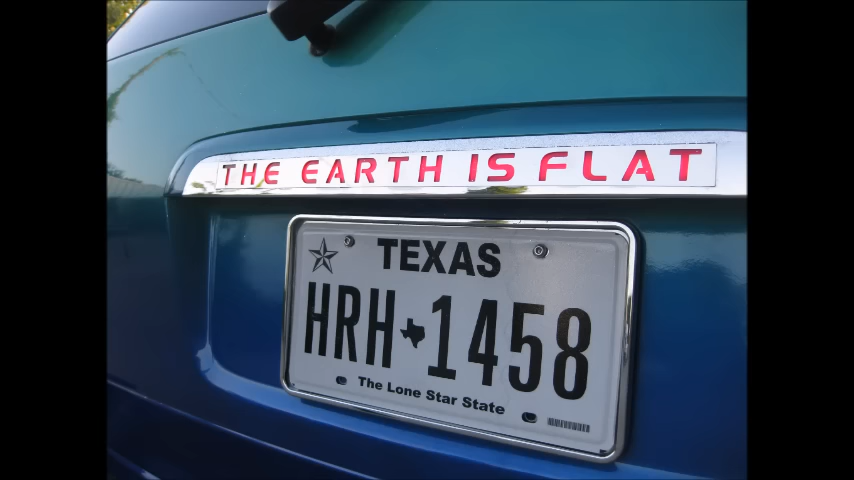 THE EARTH IS FLAT
TEXAS
HRH 1458
The Lone Star State